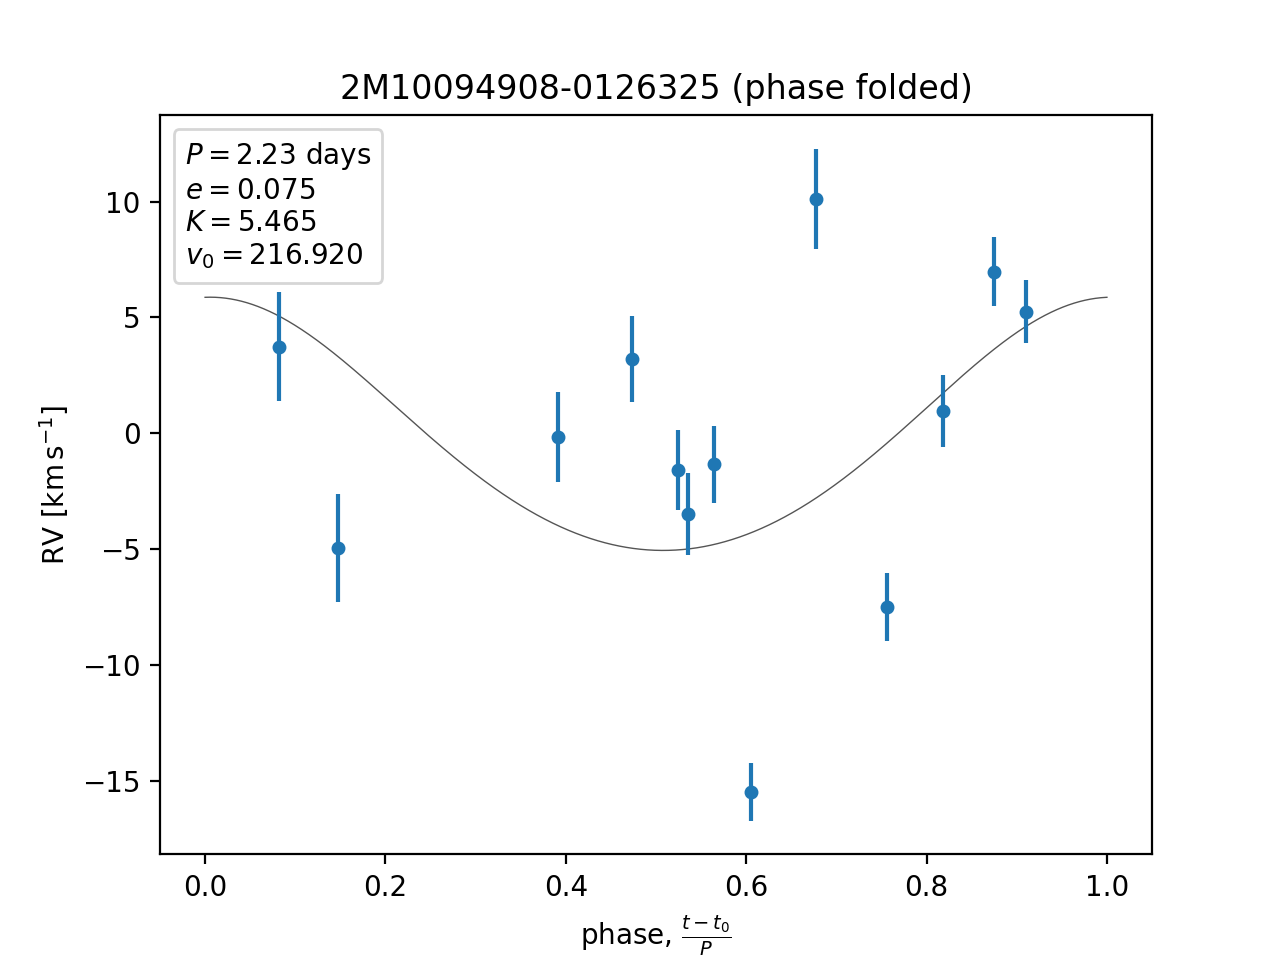 2M10094908-0126325 (phase folded)
P = 2.23 days
e = 0.075
K = 5.465
v₀ = 216.920
RV [km s⁻¹]
10
5
0
−5
−10
−15
0.0 0.2 0.4 0.6 0.8 1.0
phase, (t − t₀)/P